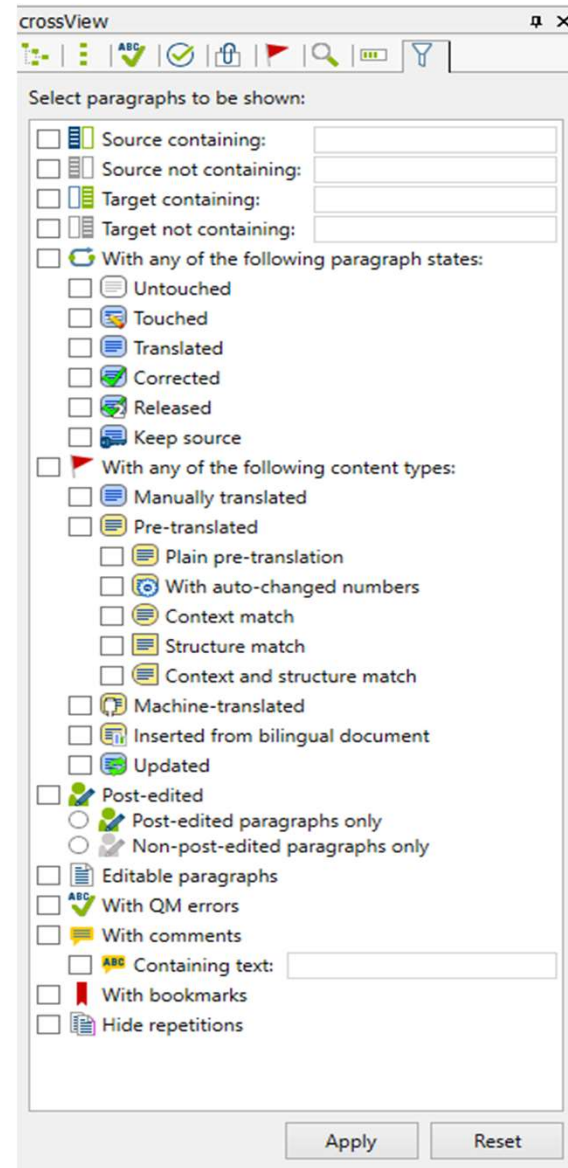 crossView
ABC
Select paragraphs to be shown:
Source containing:
Source not containing:
Target containing:
Target not containing:
With any of the following paragraph states:
Untouched
Touched
Translated
Corrected
Released
Keep source
With any of the following content types:
Manually translated
Pre-translated
Plain pre-translation
With auto-changed numbers
Context match
Structure match
Context and structure match
Machine-translated
Inserted from bilingual document
Updated
Post-edited
Post-edited paragraphs only
Non-post-edited paragraphs only
Editable paragraphs
ABC With QM errors
With comments
ABC Containing text:
With bookmarks
Hide repetitions
Apply Reset